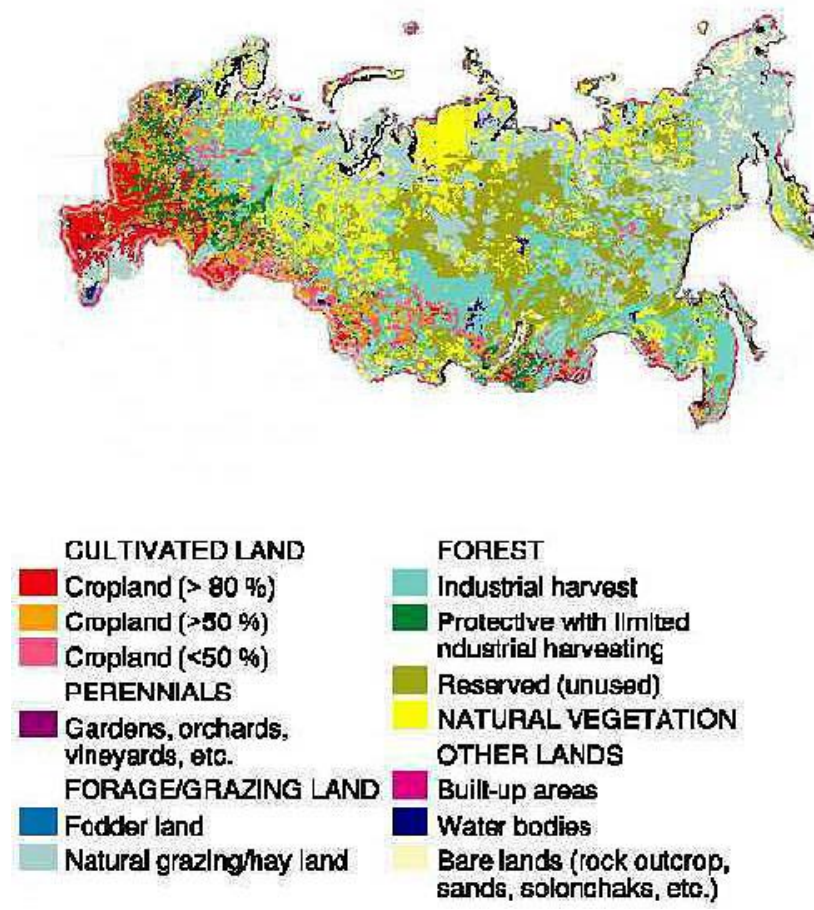 CULTIVATED LAND
Cropland (> 80 %)
Cropland (>50 %)
Cropland (<50 %)
PERENNIALS
Gardens, orchards,
vineyards, etc.
FORAGE/GRAZING LAND
Fodder land
Natural grazing/hay land
FOREST
Industrial harvest
Protective with limited
ndustrial harvesting
Reserved (unused)
NATURAL VEGETATION
OTHER LANDS
Built-up areas
Water bodies
Bare lands (rock outcrop,
sands, solonchaks, etc.)